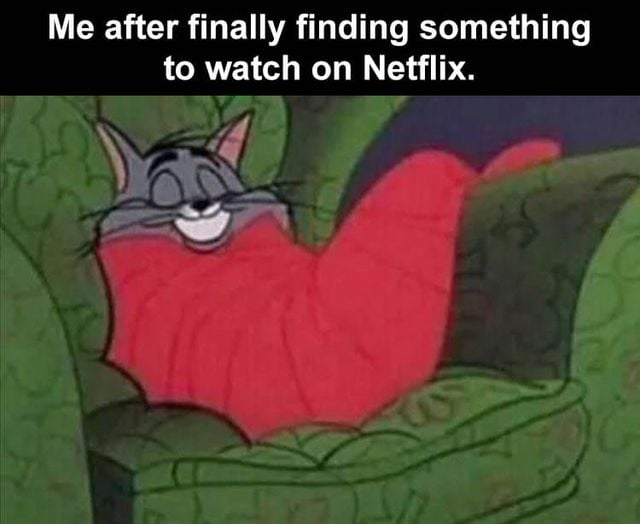 Me after finally finding something
to watch on Netflix.